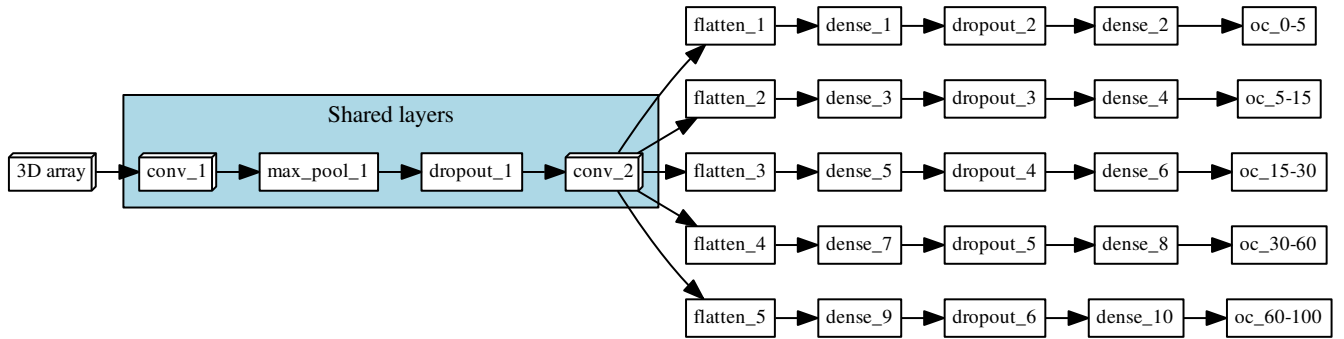 flatten_1
dense_1
dropout_2
dense_2
oc_0-5
flatten_2
dense_3
dropout_3
dense_4
oc_5-15
Shared layers
3D array
conv_1
max_pool_1
dropout_1
conv_2
flatten_3
dense_5
dropout_4
dense_6
oc_15-30
flatten_4
dense_7
dropout_5
dense_8
oc_30-60
flatten_5
dense_9
dropout_6
dense_10
oc_60-100